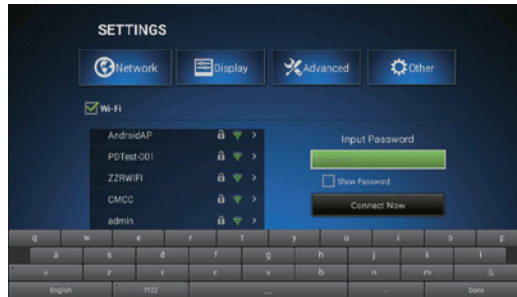 SETTINGS
Network Display Advanced Other
Wi-Fi
AndroidAP
PDTest-001
ZZRWIFI
CMCC
admin
Input Password
Show Password
Connect Now
q w e r t y u i o p
a s d f g h j k l
z x c v b n m
English Done